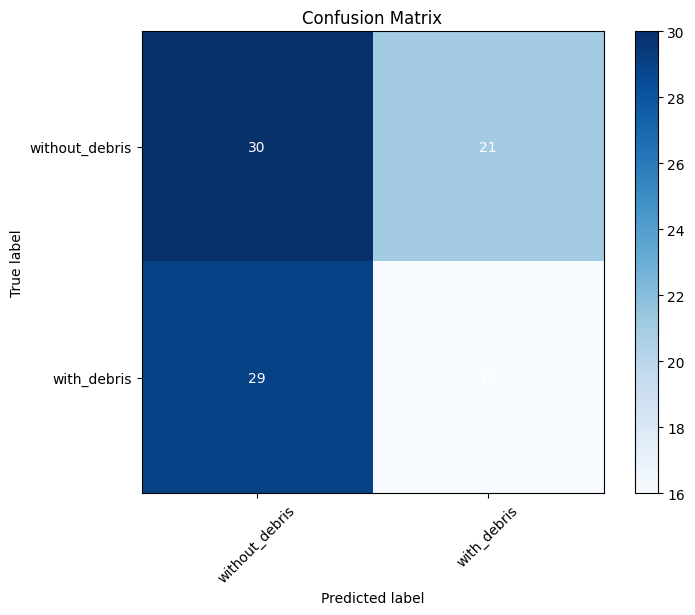 Confusion Matrix
True label
without_debris
with_debris
30
21
29
16
without_debris
with_debris
Predicted label
30
28
26
24
22
20
18
16